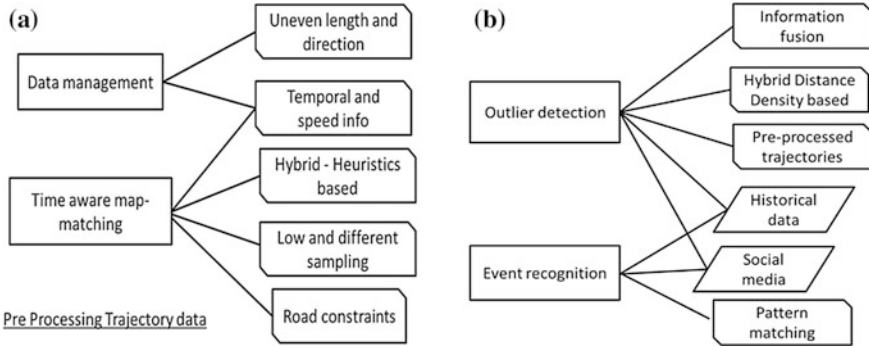 (a)
Uneven length and
direction
Data management
Temporal and
speed info
Hybrid - Heuristics
based
Time aware map-
matching
Low and different
sampling
Road constraints
Pre Processing Trajectory data
(b)
Information
fusion
Hybrid Distance
Density based
Outlier detection
Pre-processed
trajectories
Historical
data
Event recognition
Social
media
Pattern
matching